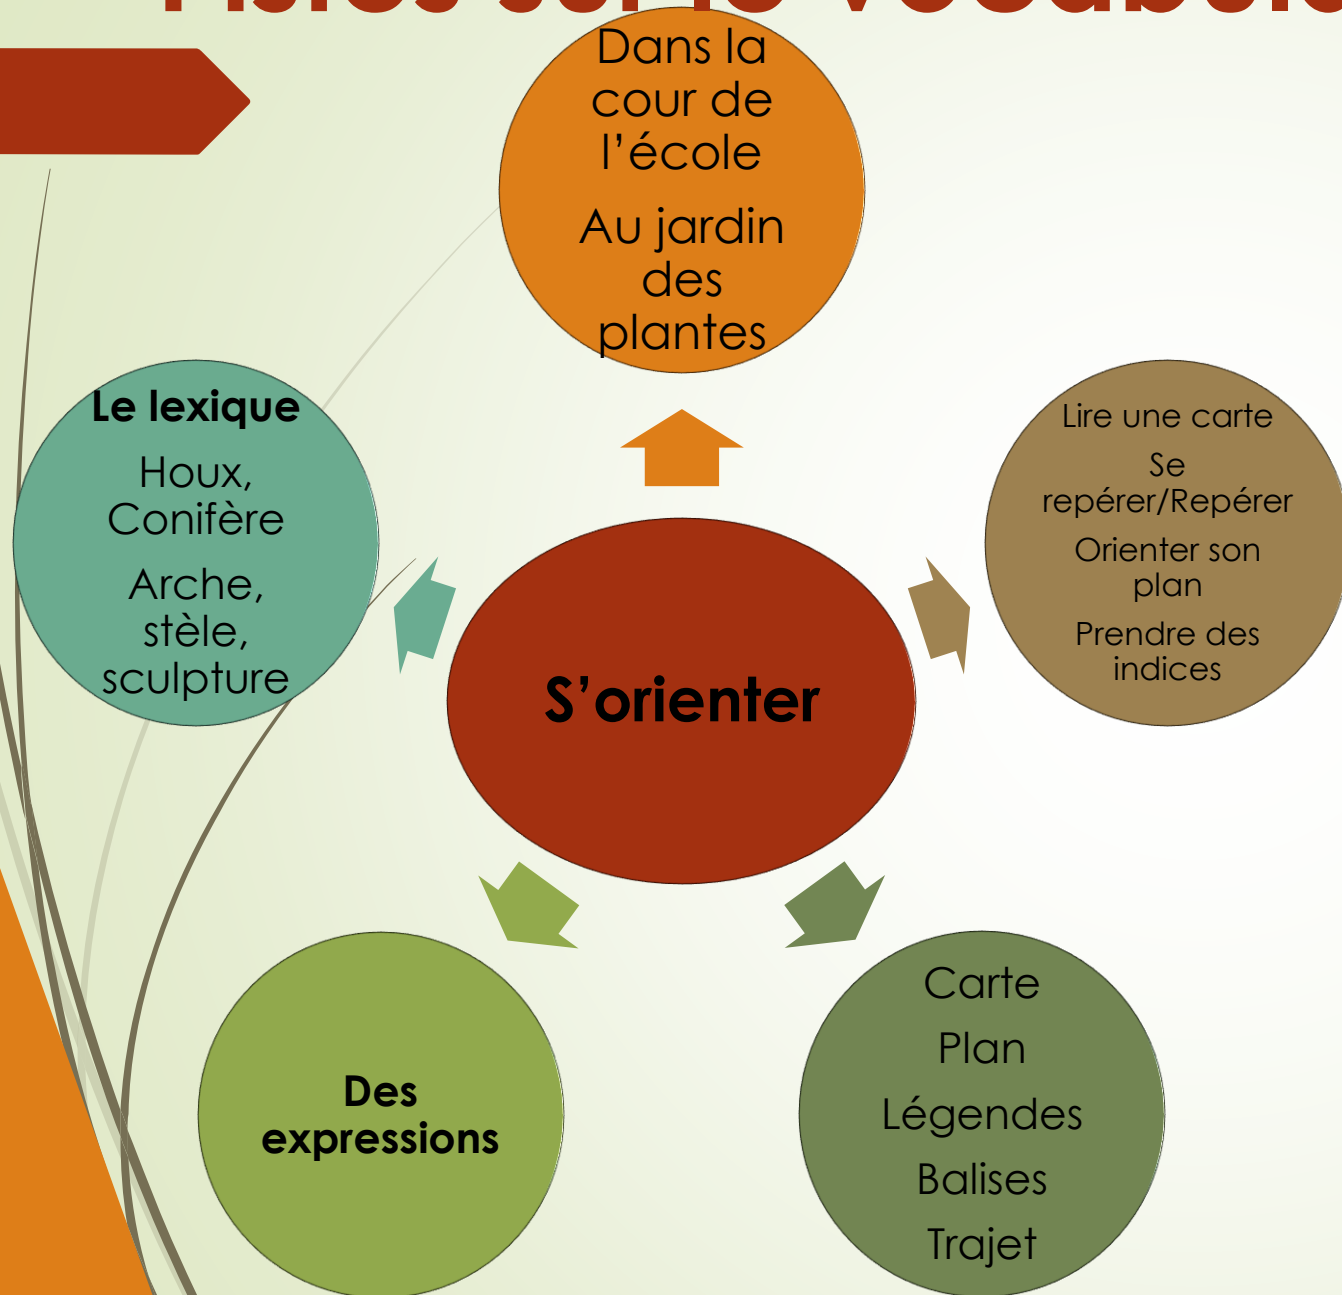 Dans la
cour de
l’école
Au jardin
des
plantes
Le lexique
Houx,
Conifère
Arche,
stèle,
sculpture
Lire une carte
Se
repérer/Repérer
Orienter son
plan
Prendre des
indices
S’orienter
Des
expressions
Carte
Plan
Légendes
Balises
Trajet